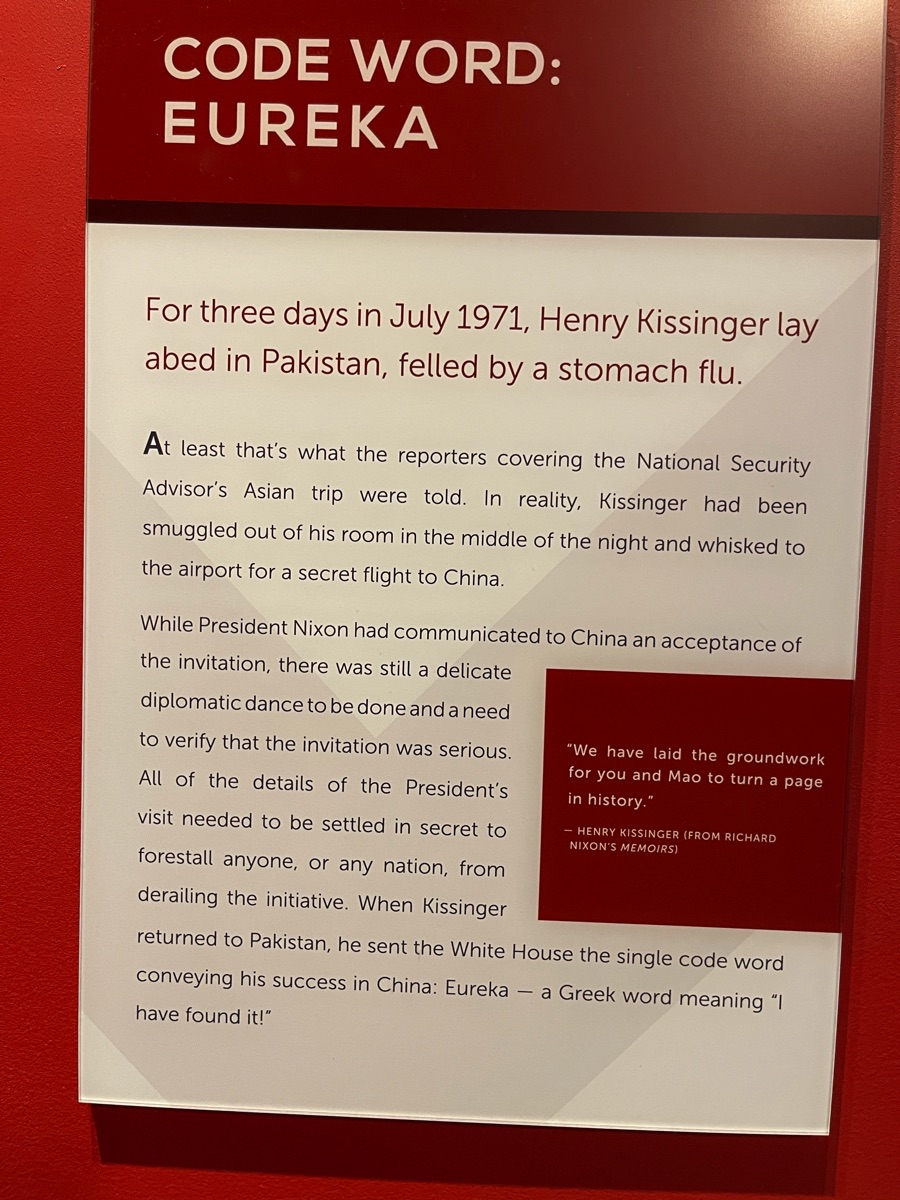 CODE WORD:
EUREKA
For three days in July 1971, Henry Kissinger lay
abed in Pakistan, felled by a stomach flu.
At least that's what the reporters covering the National Security
Advisor's Asian trip were told. In reality, Kissinger had been
smuggled out of his room in the middle of the night and whisked to
the airport for a secret flight to China.
While President Nixon had communicated to China an acceptance of
the invitation, there was still a delicate
diplomatic dance to be done and a need
to verify that the invitation was serious.
All of the details of the President's
visit needed to be settled in secret to
forestall anyone, or any nation, from
derailing the initiative. When Kissinger
returned to Pakistan, he sent the White House the single code word
conveying his success in China: Eureka — a Greek word meaning "I
have found it!"
"We have laid the groundwork
for you and Mao to turn a page
in history."
— HENRY KISSINGER (FROM RICHARD
NIXON'S MEMOIRS)